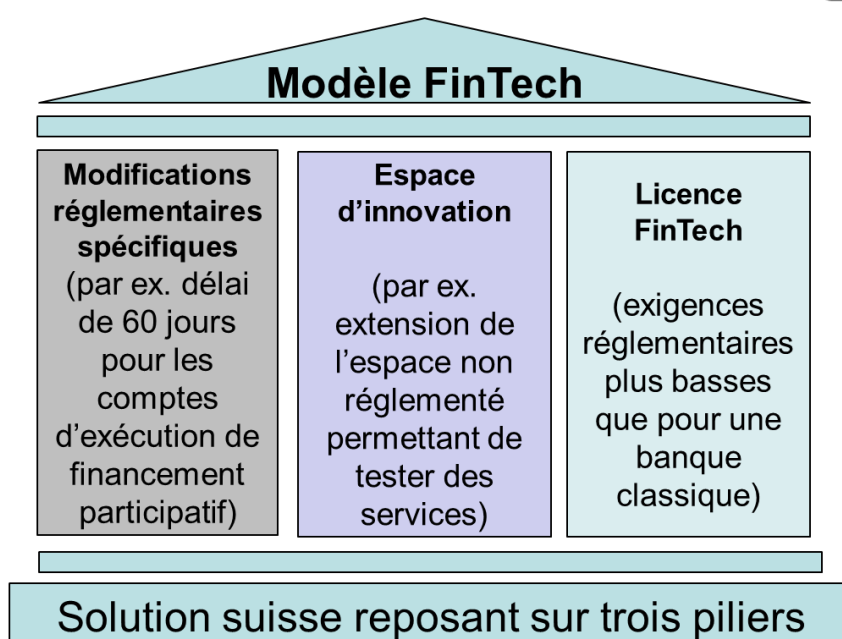 Modèle FinTech
Modifications
réglementaires
spécifiques
(par ex. délai
de 60 jours
pour les
comptes
d'exécution de
financement
participatif)
Espace
d'innovation
(par ex.
extension de
l'espace non
réglementé
permettant de
tester des
services)
Licence
FinTech
(exigences
réglementaires
plus basses
que pour une
banque
classique)
Solution suisse reposant sur trois piliers